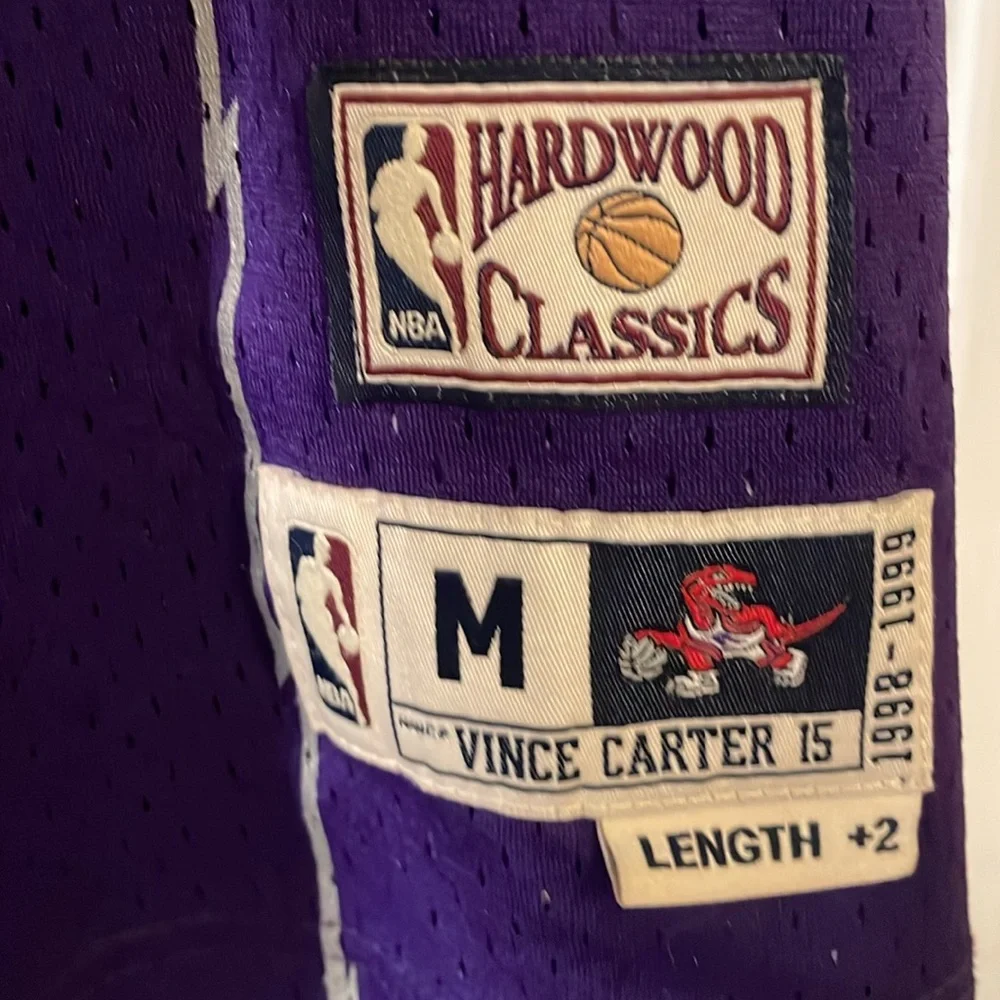 HARDWOOD
CLASSICS
NBA
M
NBA
VINCE CARTER 15
1998-1999
LENGTH +2